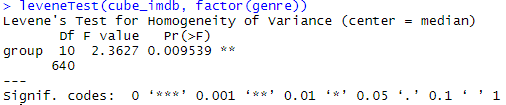 > leveneTest(cube_imdb, factor(genre))
Levene's Test for Homogeneity of Variance (center = median)
       Df F value   Pr(>F)
group  10  2.3627 0.009539 **
      640
---
Signif. codes:  0 ‘***’ 0.001 ‘**’ 0.01 ‘*’ 0.05 ‘.’ 0.1 ‘ ’ 1